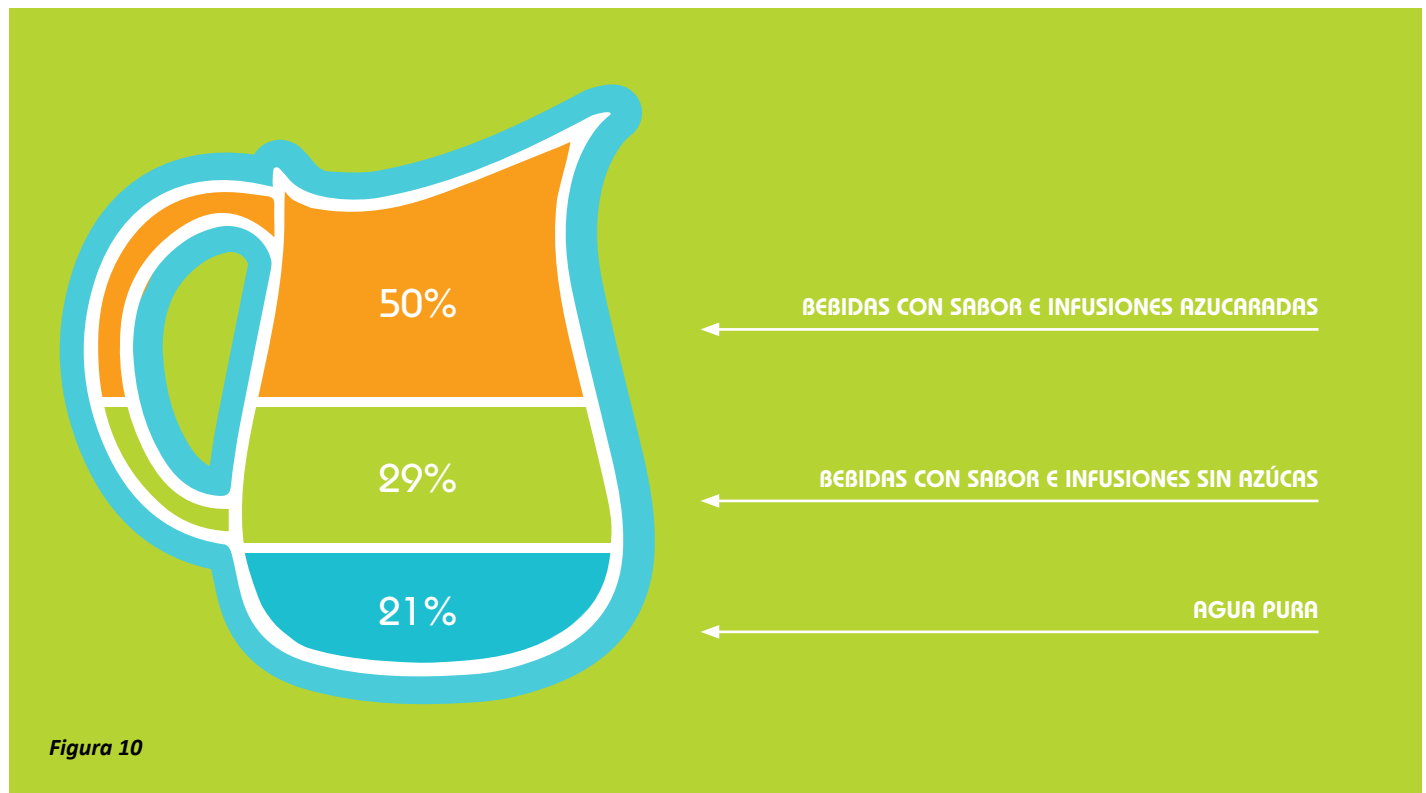 50%
BEBIDAS CON SABOR E INFUSIONES AZUCARADAS
29%
BEBIDAS CON SABOR E INFUSIONES SIN AZÚCAS
21%
AGUA PURA
Figura 10